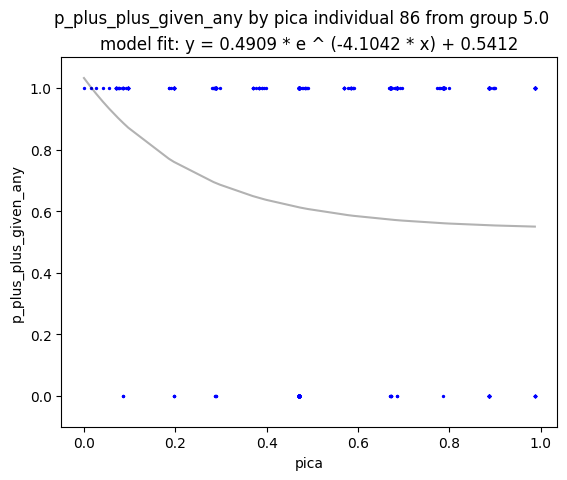 p_plus_plus_given_any by pica individual 86 from group 5.0
model fit: y = 0.4909 * e ^ (-4.1042 * x) + 0.5412
p_plus_plus_given_any
1.0
0.8
0.6
0.4
0.2
0.0
0.0 0.2 0.4 0.6 0.8 1.0
pica